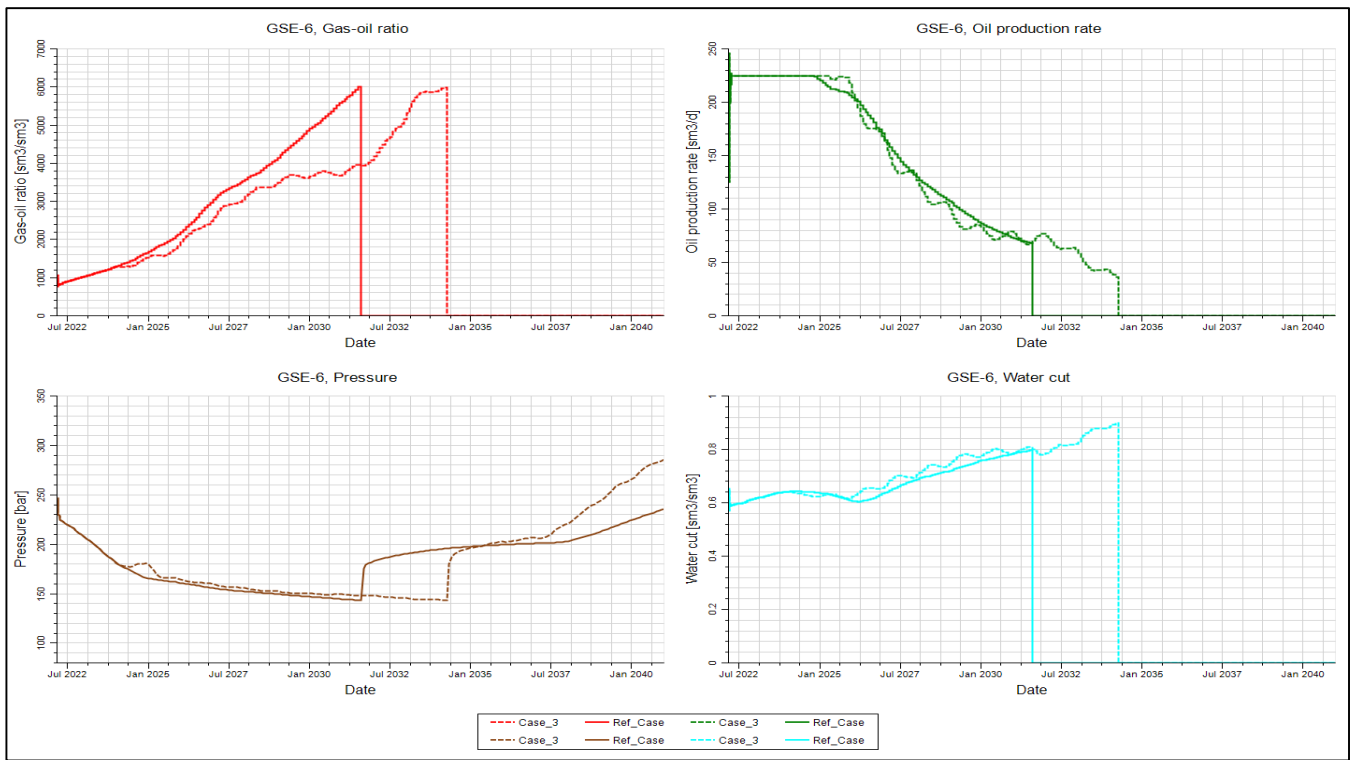 GSE-6, Gas-oil ratio
Gas-oil ratio [sm3/sm3]
7000
6000
5000
4000
3000
2000
1000
0
Jul 2022 Jan 2025 Jul 2027 Jan 2030 Jul 2032 Jan 2035 Jul 2037 Jan 2040
Date
GSE-6, Oil production rate
Oil production rate [sm3/d]
250
200
150
100
50
0
Jul 2022 Jan 2025 Jul 2027 Jan 2030 Jul 2032 Jan 2035 Jul 2037 Jan 2040
Date
GSE-6, Pressure
Pressure [bar]
350
300
250
200
150
100
Jul 2022 Jan 2025 Jul 2027 Jan 2030 Jul 2032 Jan 2035 Jul 2037 Jan 2040
Date
GSE-6, Water cut
Water cut [sm3/sm3]
1
0.8
0.6
0.4
0.2
0
Jul 2022 Jan 2025 Jul 2027 Jan 2030 Jul 2032 Jan 2035 Jul 2037 Jan 2040
Date
Case_3 Ref_Case Case_3 Ref_Case
Case_3 Ref_Case Case_3 Ref_Case